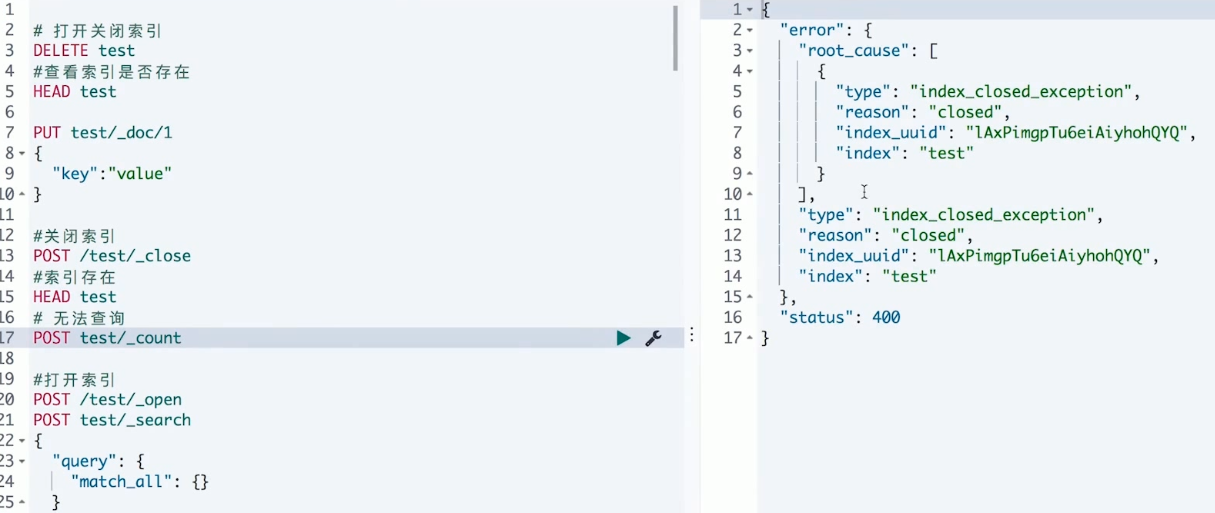 1
2 # 打开关闭索引
3 DELETE test
4 #查看索引是否存在
5 HEAD test
6
7 PUT test/_doc/1
8 {
9 "key":"value"
10 }
11
12 #关闭索引
13 POST /test/_close
14 #索引存在
15 HEAD test
16 # 无法查询
17 POST test/_count
18
19 #打开索引
20 POST /test/_open
21 POST test/_search
22 {
23 "query": {
24 "match_all": {}
25 }
1 {
2 "error": {
3 "root_cause": [
4 {
5 "type": "index_closed_exception",
6 "reason": "closed",
7 "index_uuid": "lAxPimgpTu6eiAiyhohQYQ",
8 "index": "test"
9 }
10 ],
11 "type": "index_closed_exception",
12 "reason": "closed",
13 "index_uuid": "lAxPimgpTu6eiAiyhohQYQ",
14 "index": "test"
15 },
16 "status": 400
17 }